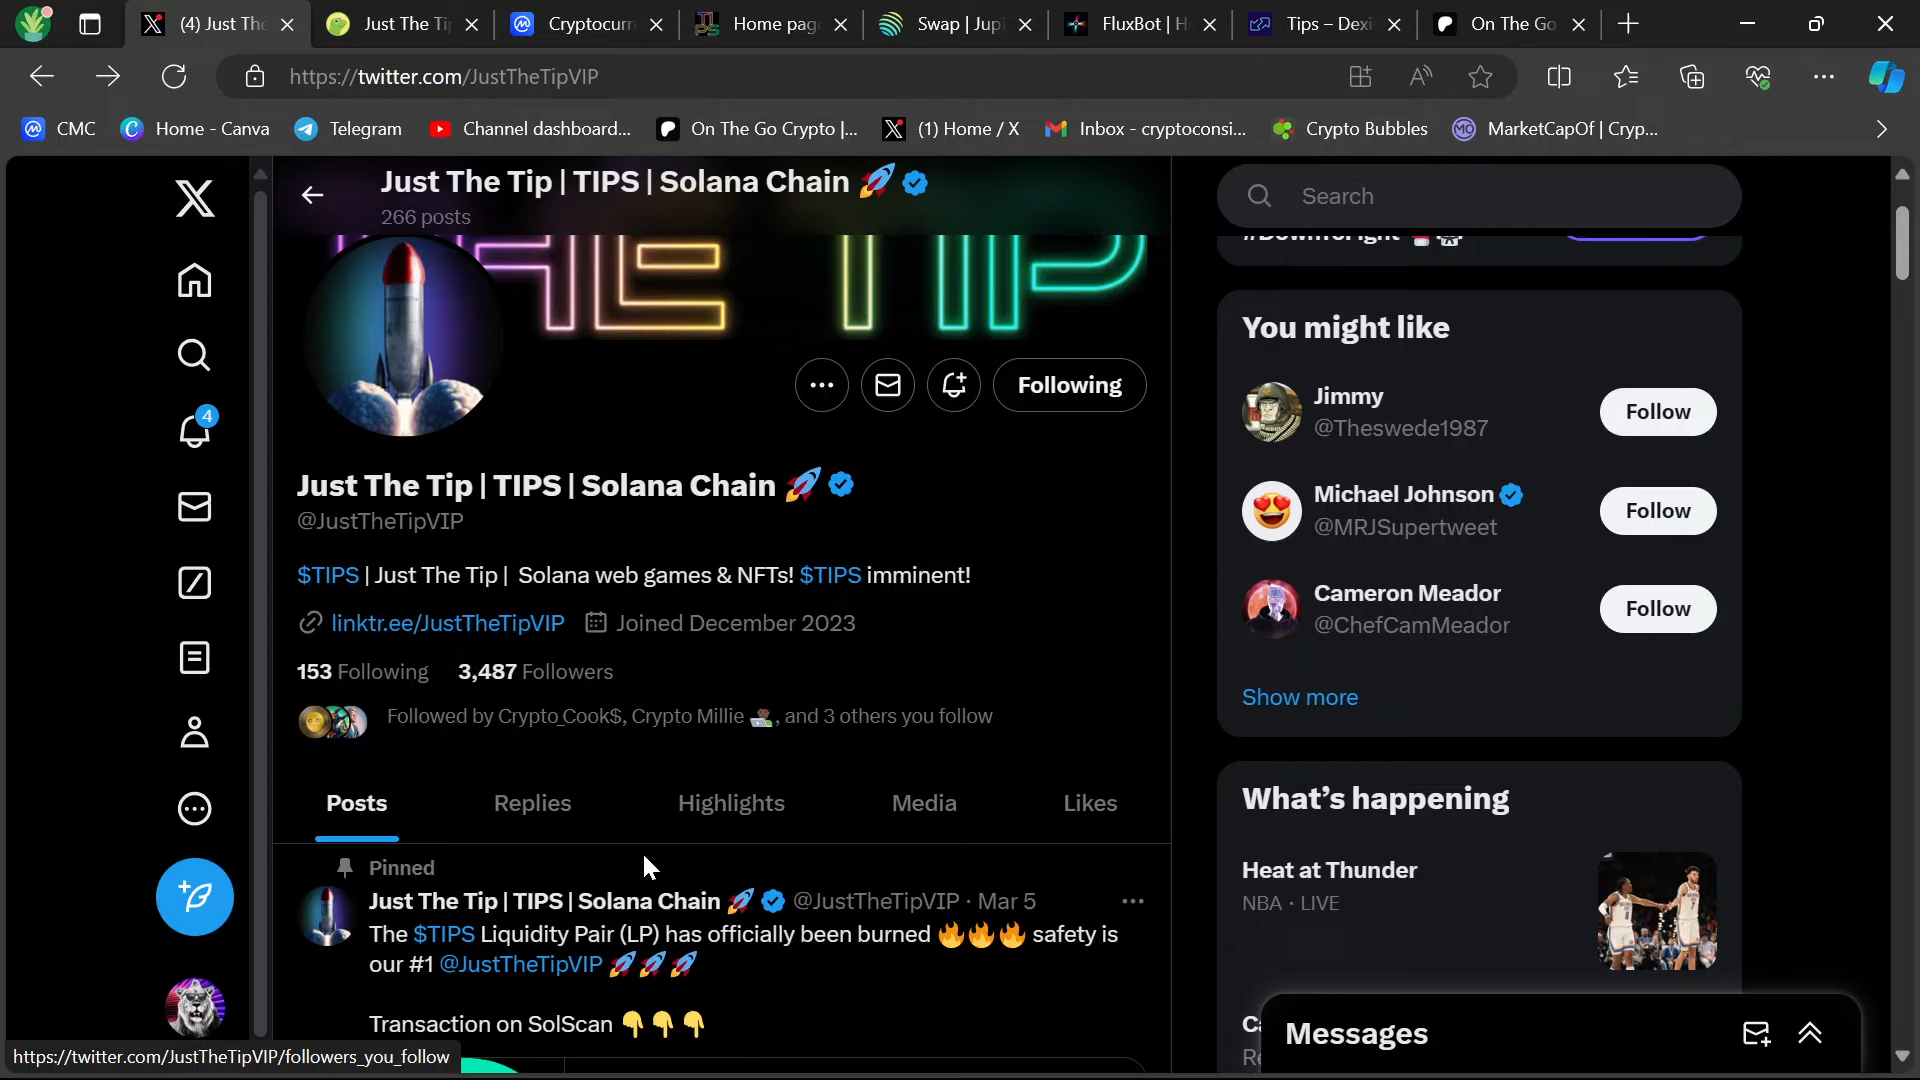 (4) Just The
Just The Ti
Cryptocurr
Home pag
Swap | Jup
FluxBot | H
Tips – Dexi
On The Go
https://twitter.com/JustTheTipVIP
CMC
Home - Canva
Telegram
Channel dashboard...
On The Go Crypto |...
(1) Home / X
Inbox - cryptoconsi...
Crypto Bubbles
MarketCapOf | Cryp...
Just The Tip | TIPS | Solana Chain 🚀
266 posts
THE TIP
Following
Just The Tip | TIPS | Solana Chain 🚀
@JustTheTipVIP
$TIPS | Just The Tip | Solana web games & NFTs! $TIPS imminent!
linktr.ee/JustTheTipVIP Joined December 2023
153 Following 3,487 Followers
Followed by Crypto_Cook$, Crypto Millie 👨🏿‍💻, and 3 others you follow
Posts
Replies
Highlights
Media
Likes
Pinned
Just The Tip | TIPS | Solana Chain 🚀 @JustTheTipVIP · Mar 5
The $TIPS Liquidity Pair (LP) has officially been burned 🔥🔥🔥 safety is
our #1 @JustTheTipVIP 🚀🚀🚀
Transaction on SolScan 👇👇👇
4
https://twitter.com/JustTheTipVIP/followers_you_follow
Search
You might like
Jimmy
@Theswede1987
Follow
Michael Johnson
@MRJSupertweet
Follow
Cameron Meador
@ChefCamMeador
Follow
Show more
What's happening
Heat at Thunder
NBA · LIVE
Messages